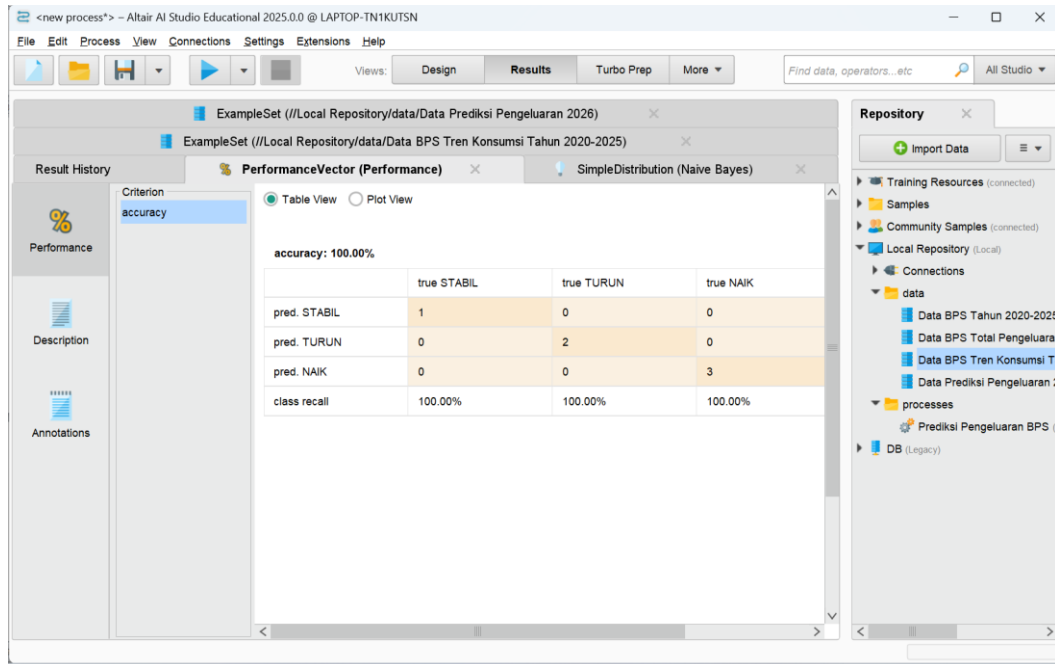 <new process*> – Altair AI Studio Educational 2025.0.0 @ LAPTOP-TN1KUTSN
File Edit Process View Connections Settings Extensions Help
Views: Design Results Turbo Prep More Find data, operators...etc All Studio
ExampleSet (//Local Repository/data/Data Prediksi Pengeluaran 2026)
ExampleSet (//Local Repository/data/Data BPS Tren Konsumsi Tahun 2020-2025)
Result History PerformanceVector (Performance) SimpleDistribution (Naive Bayes)
Performance
Description
Annotations
Criterion
accuracy
Table View Plot View
accuracy: 100.00%
true STABIL true TURUN true NAIK
pred. STABIL 1 0 0
pred. TURUN 0 2 0
pred. NAIK 0 0 3
class recall 100.00% 100.00% 100.00%
Repository
Import Data
Training Resources (connected)
Samples
Community Samples (connected)
Local Repository (Local)
Connections
data
Data BPS Tahun 2020-2025
Data BPS Total Pengeluara
Data BPS Tren Konsumsi T
Data Prediksi Pengeluaran
processes
Prediksi Pengeluaran BPS
DB (Legacy)